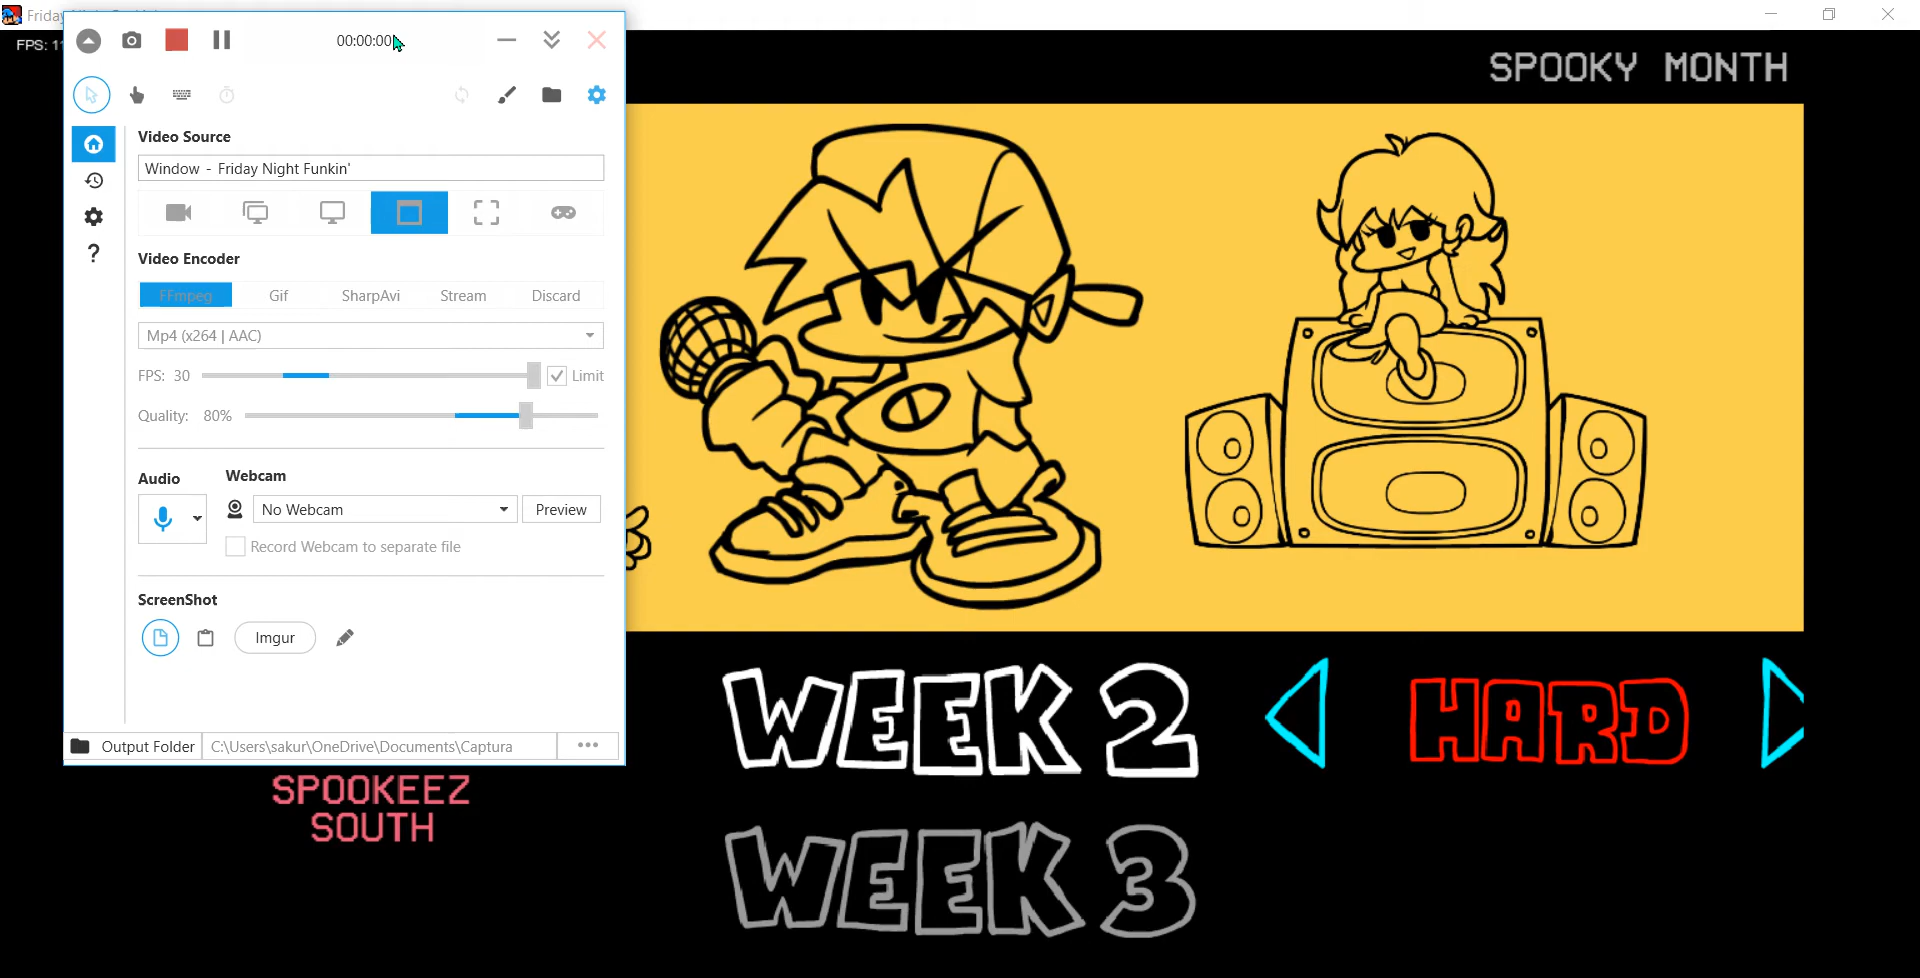 Friday
FPS: 11
00:00:00
SPOOKY MONTH
Video Source
Window - Friday Night Funkin'
Video Encoder
FFmpeg Gif SharpAvi Stream Discard
Mp4 (x264 | AAC)
FPS: 30 Limit
Quality: 80%
Audio Webcam
No Webcam Preview
Record Webcam to separate file
ScreenShot
Imgur
Output Folder C:\Users\sakur\OneDrive\Documents\Captura •••
WEEK 2 HARD
SPOOKEEZ
SOUTH
WEEK 3